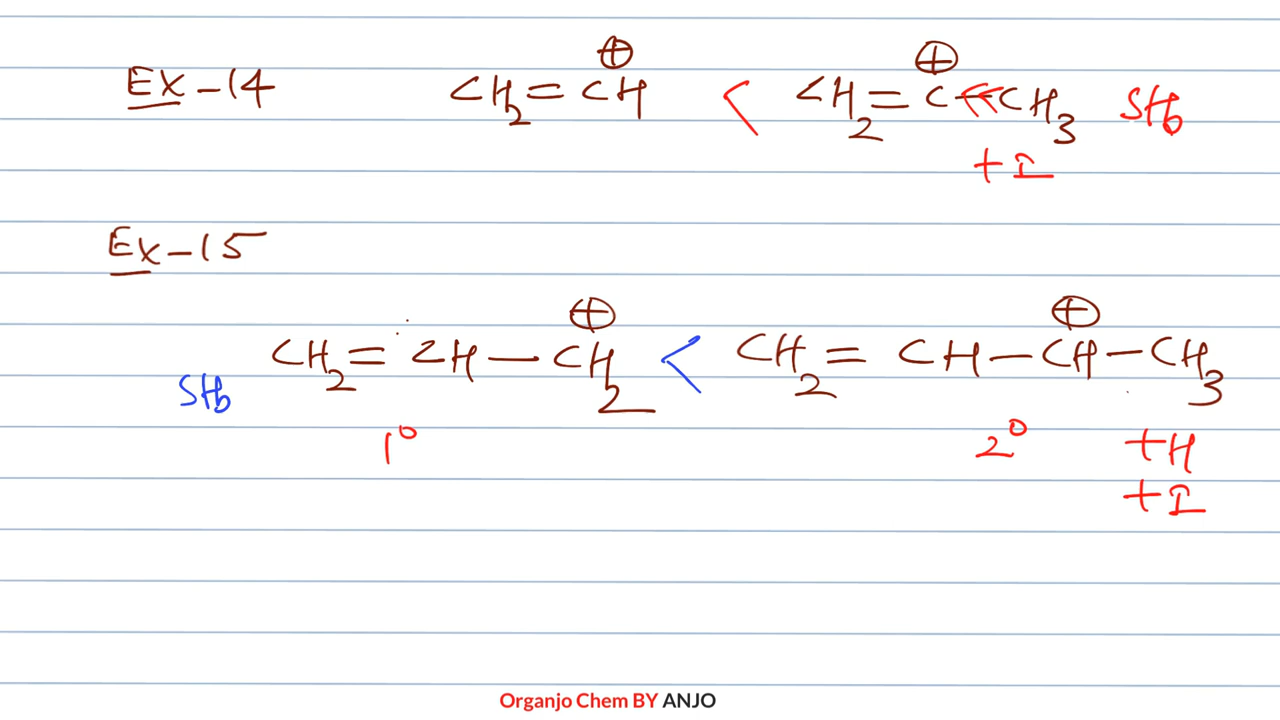 Ex-14 CH2=CH⊕ < CH2=C⊕-CH3 Stb
+I
Ex-15
CH2=CH-CH2⊕ < CH2=CH-CH⊕-CH3
Stb
1° 2° +H
+I
Organjo Chem BY ANJO